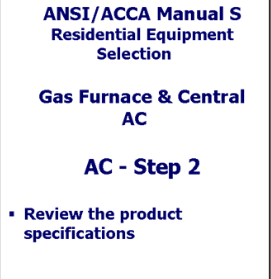 ANSI/ACCA Manual S
Residential Equipment
Selection
Gas Furnace & Central
AC
AC - Step 2
▪ Review the product
specifications